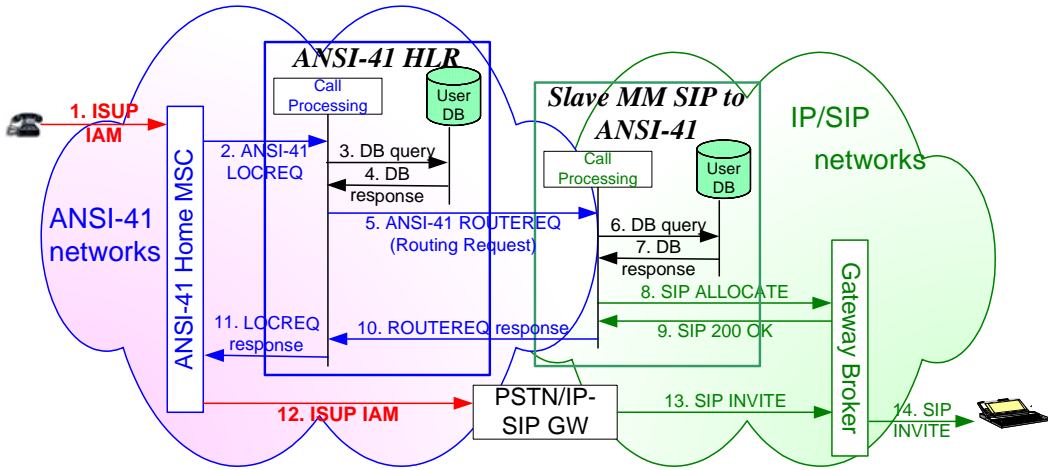 ANSI-41 HLR
Call
Processing
User
DB
Slave MM SIP to
ANSI-41
Call
Processing
User
DB
IP/SIP
networks
ANSI-41
networks
ANSI-41 Home MSC
1. ISUP
IAM
2. ANSI-41
LOCREQ
3. DB query
4. DB
response
5. ANSI-41 ROUTEREQ
(Routing Request)
6. DB query
7. DB
response
8. SIP ALLOCATE
9. SIP 200 OK
10. ROUTEREQ response
11. LOCREQ
response
12. ISUP IAM
PSTN/IP-
SIP GW
13. SIP INVITE
Gateway Broker
14. SIP
INVITE